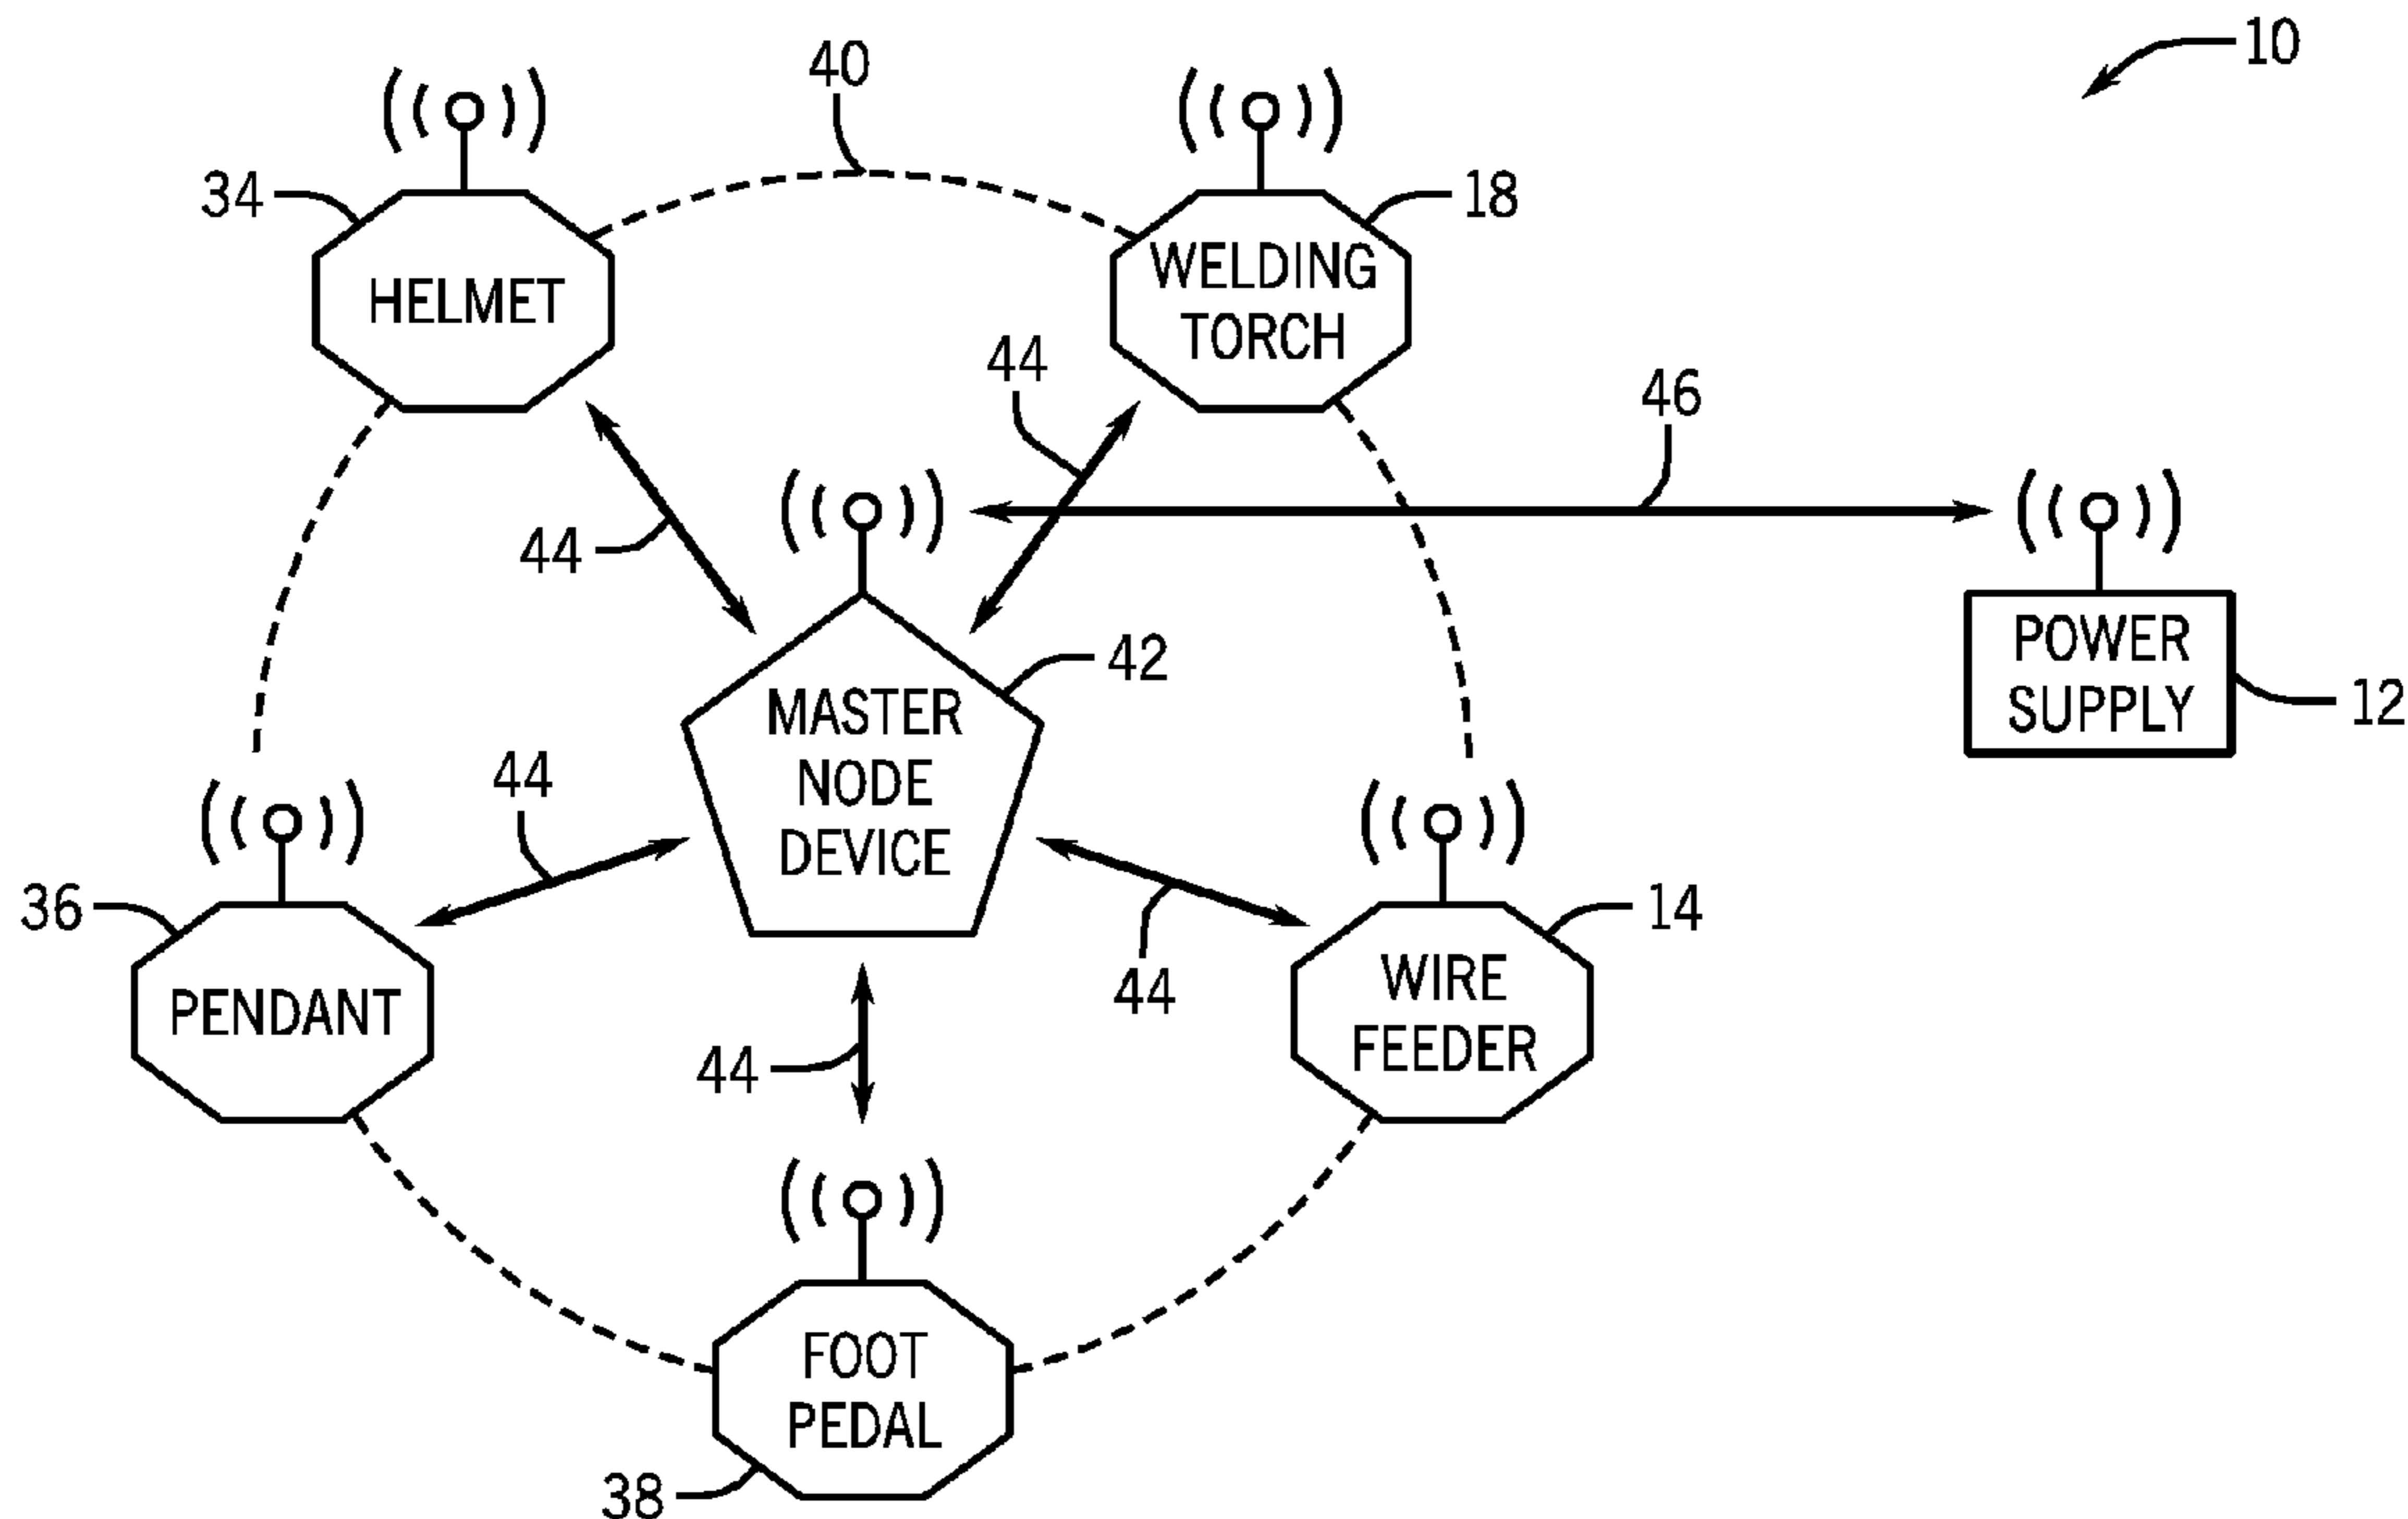 10
40
34
18
HELMET
WELDING
TORCH
44
46
44
42
POWER
SUPPLY
12
MASTER
NODE
DEVICE
44
36
14
PENDANT
WIRE
FEEDER
44
44
FOOT
PEDAL
38